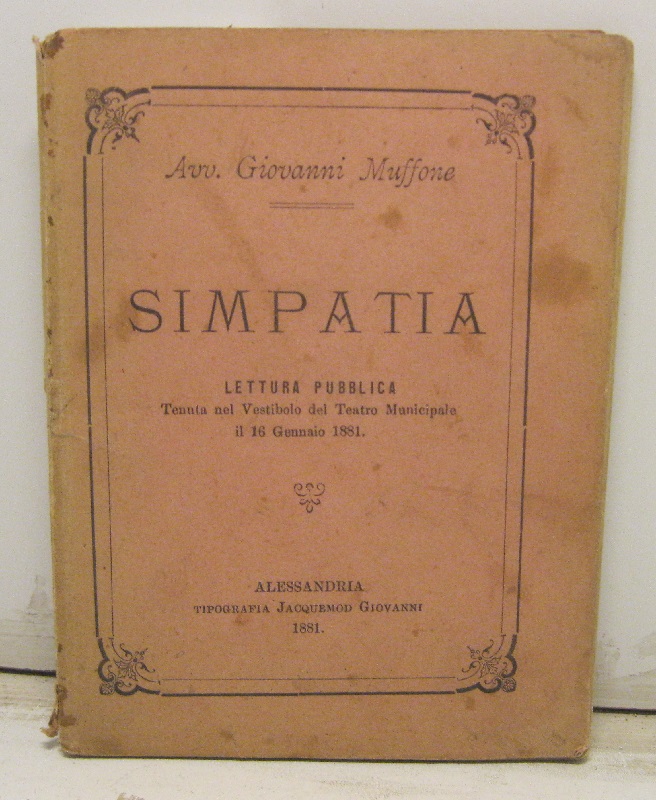 Avv. Giovanni Muffone
SIMPATIA
LETTURA PUBBLICA
Tenuta nel Vestibolo del Teatro Municipale
il 16 Gennaio 1881.
ALESSANDRIA
TIPOGRAFIA JACQUEMOD GIOVANNI
1881.